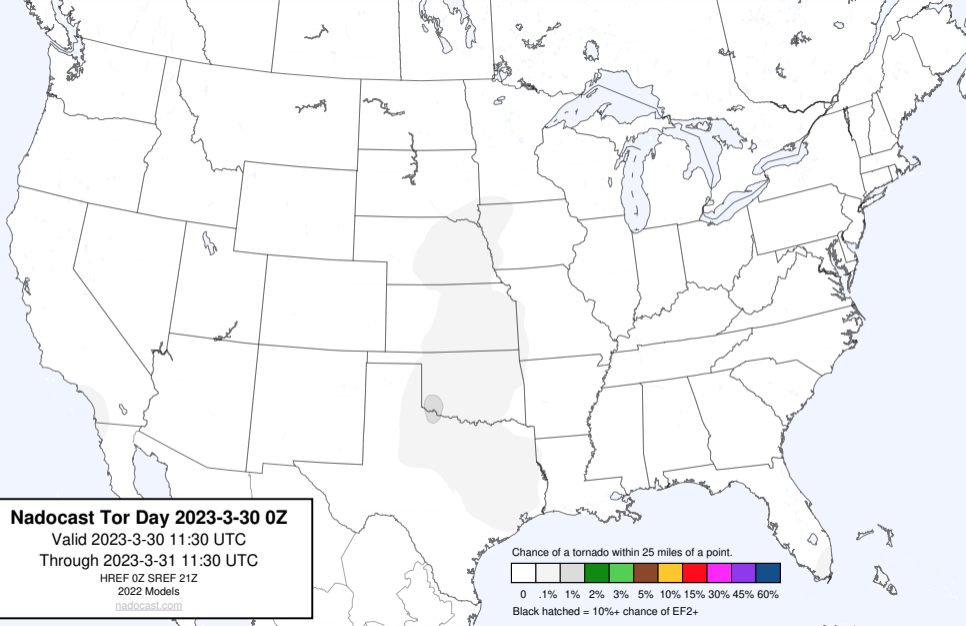 Nadocast Tor Day 2023-3-30 0Z
Valid 2023-3-30 11:30 UTC
Through 2023-3-31 11:30 UTC
HREF 0Z SREF 21Z
2022 Models
nadocast.com
Chance of a tornado within 25 miles of a point.
0 .1% 1% 2% 3% 5% 10% 15% 30% 45% 60%
Black hatched = 10%+ chance of EF2+